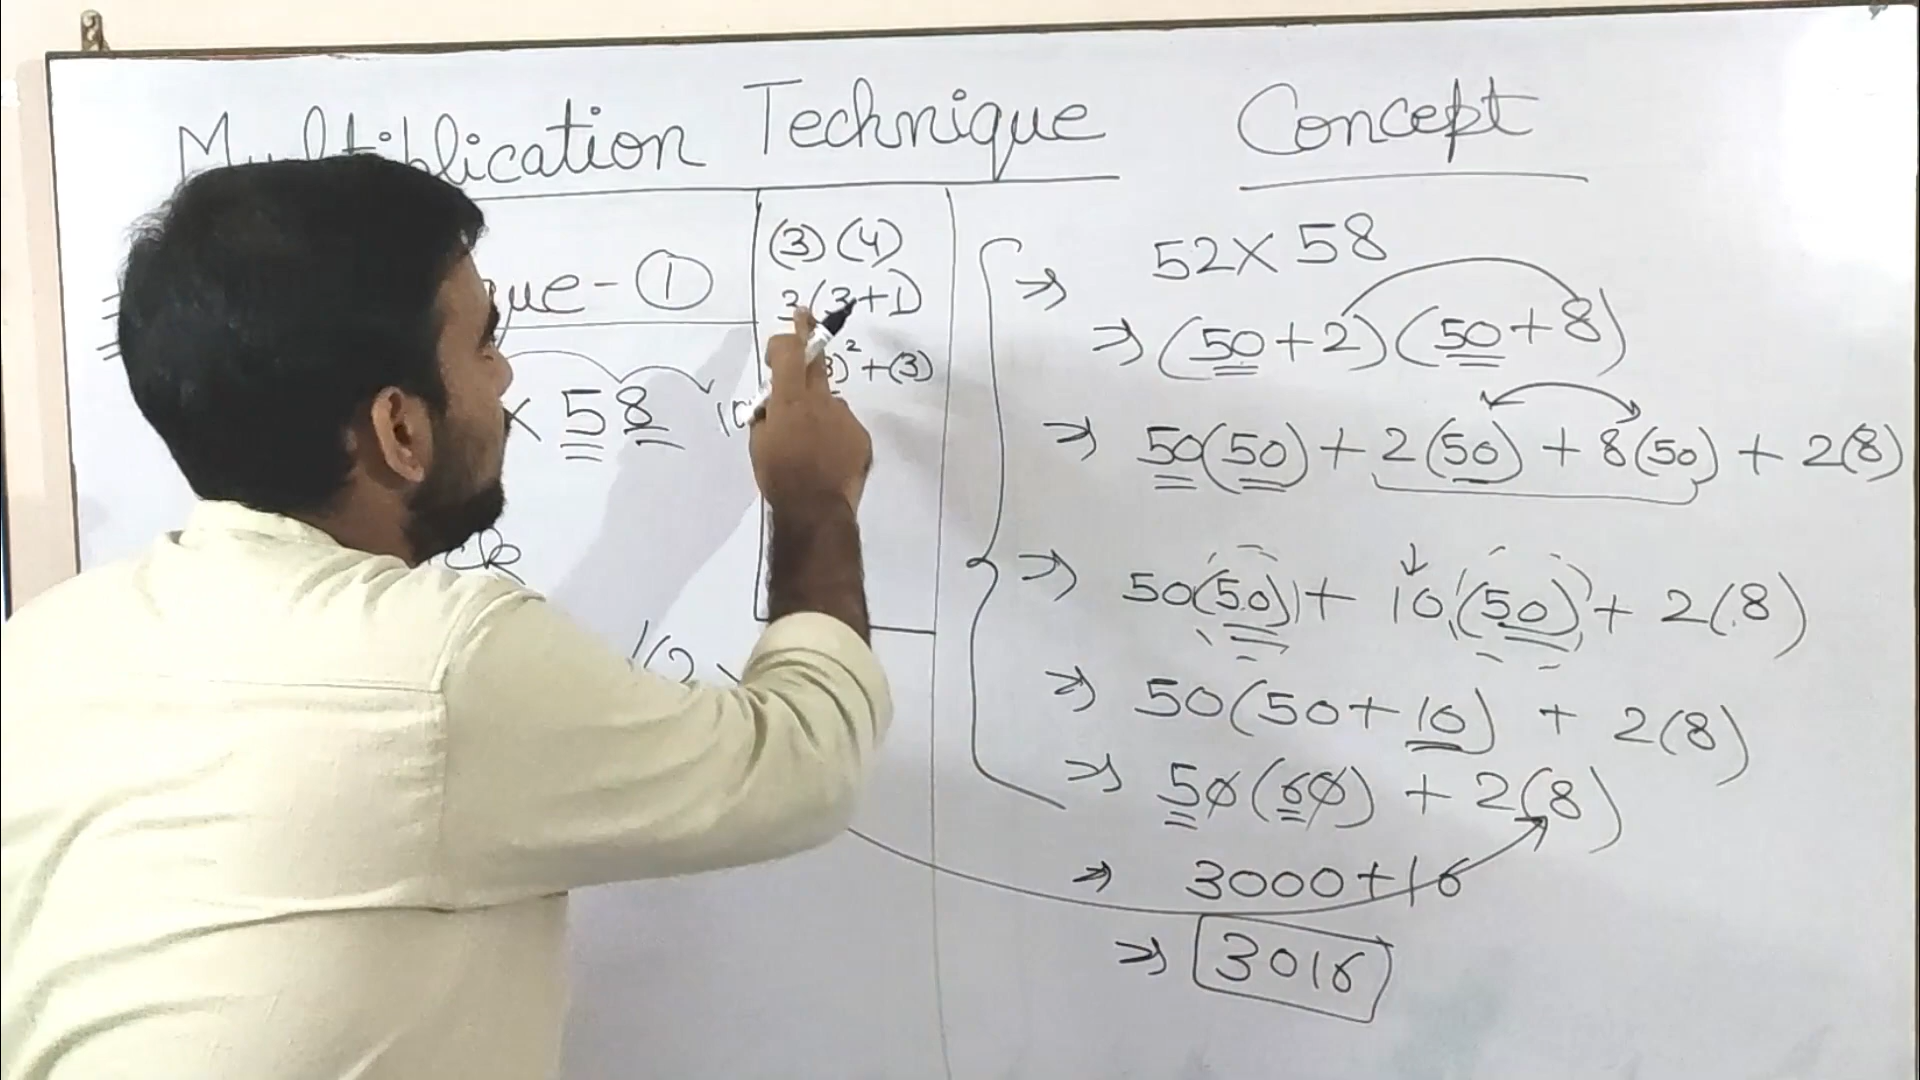 Multiplication Technique Concept
que - ①
× 58 10
ck
(3) (4)
3(3+1)
)² + (3)
⇒ 52 × 58
⇒ (50 + 2) (50 + 8)
⇒ 50(50) + 2(50) + 8(50) + 2(8)
⇒ 50(50) + 10(50) + 2(8)
⇒ 50(50 + 10) + 2(8)
⇒ 50(60) + 2(8)
⇒ 3000 + 16
⇒ 3016